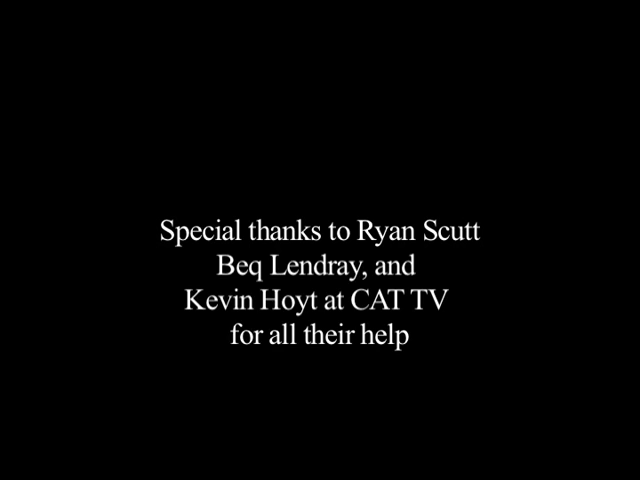 Special thanks to Ryan Scutt
Beq Lendray, and
Kevin Hoyt at CAT TV
for all their help